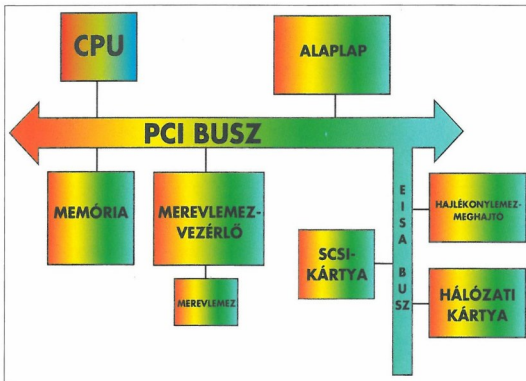 CPU
ALAPLAP
PCI BUSZ
MEMÓRIA
MEREVLEMEZ-
VEZÉRLŐ
MEREVLEMEZ
EISA BUSZ
SCSI-
KÁRTYA
HAJLÉKONYLEMEZ-
MEGHAJTÓ
HÁLÓZATI
KÁRTYA